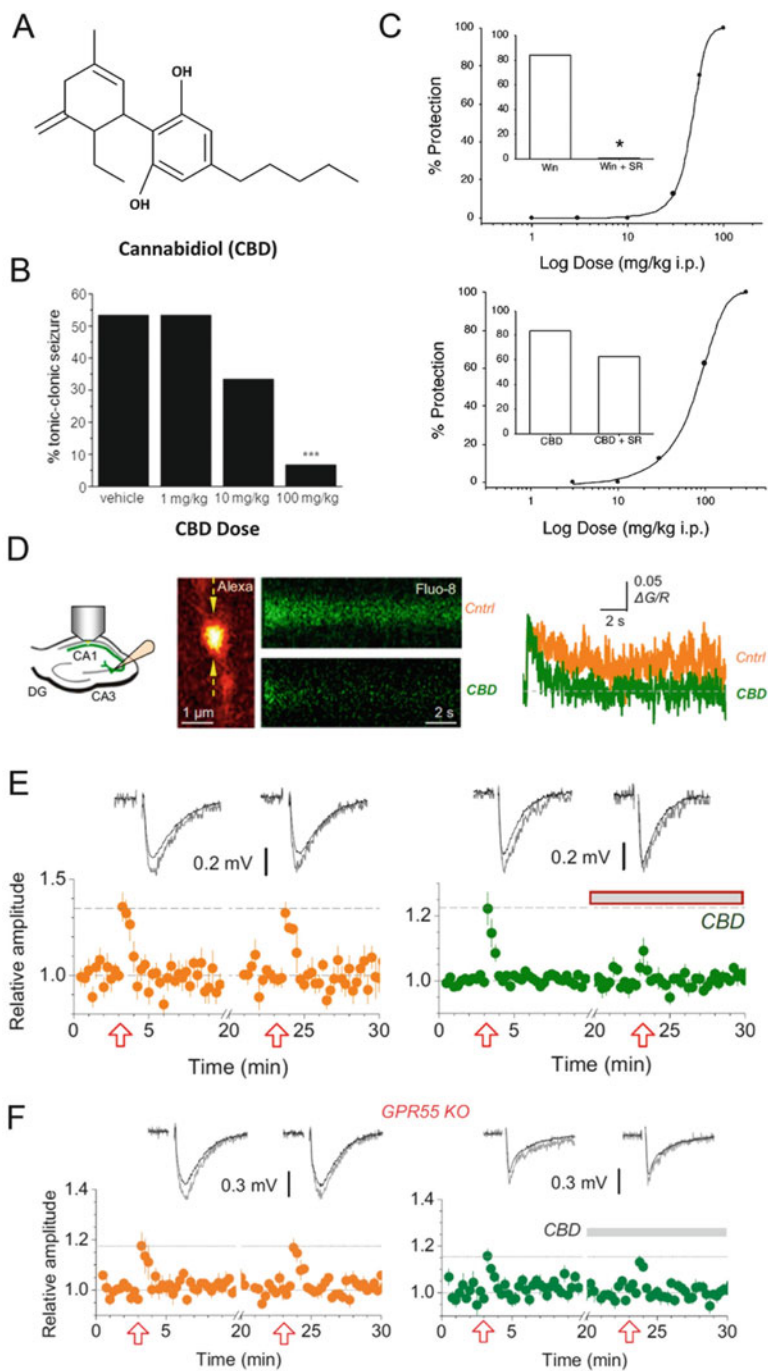 A
OH
OH
Cannabidiol (CBD)
B
% tonic-clonic seizure
60
50
40
30
20
10
0
***
vehicle 1 mg/kg 10 mg/kg 100 mg/kg
CBD Dose
C
% Protection
100
80
60
40
20
0
100
80
60
40
20
0
*
Win Win + SR
1 10 100
Log Dose (mg/kg i.p.)
% Protection
100
80
60
40
20
0
100
80
60
40
20
0
CBD CBD + SR
1 10 100
Log Dose (mg/kg i.p.)
D
CA1
DG
CA3
Alexa
1 µm
Fluo-8
Cntrl
CBD
2 s
0.05
ΔG/R
2 s
Cntrl
CBD
E
0.2 mV
Relative amplitude
1.5
1.0
0 5 20 25 30
Time (min)
0.2 mV
1.2
1.0
CBD
0 5 20 25 30
Time (min)
F
GPR55 KO
0.3 mV
Relative amplitude
1.4
1.2
1.0
0 5 20 25 30
Time (min)
0.3 mV
1.4
1.2
1.0
CBD
0 5 20 25 30
Time (min)